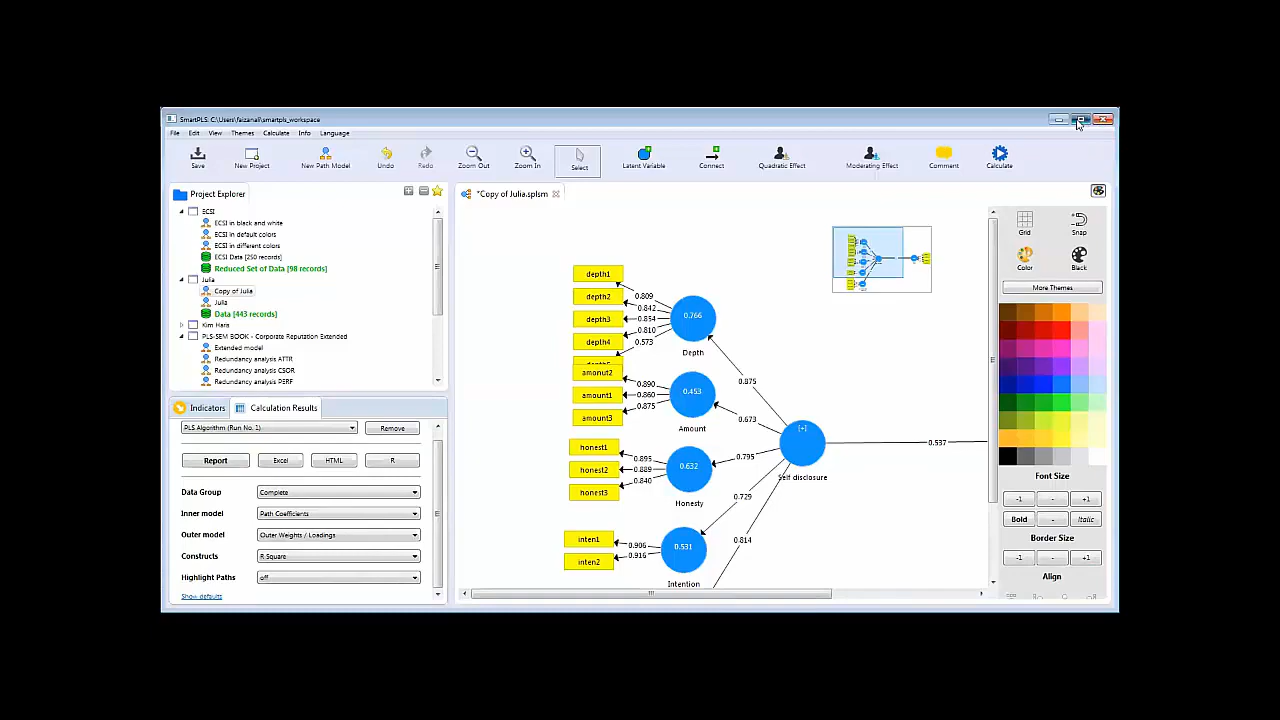 SmartPLS: C:\Users\faizanali\smartpls_workspace
File Edit View Themes Calculate Info Language
Save New Project New Path Model Undo Redo Zoom Out Zoom In Select Latent Variable Connect Quadratic Effect Moderating Effect Comment Calculate
Project Explorer
ECSI
ECSI in black and white
ECSI in default colors
ECSI in different colors
ECSI Data [250 records]
Reduced Set of Data [98 records]
Julia
Copy of Julia
Julia
Data [443 records]
Kim Hara
PLS-SEM BOOK - Corporate Reputation Extended
Extended model
Redundancy analysis ATTR
Redundancy analysis CSOR
Redundancy analysis PERF
Indicators Calculation Results
PLS Algorithm (Run No. 1) Remove
Report Excel HTML R
Data Group Complete
Inner model Path Coefficients
Outer model Outer Weights / Loadings
Constructs R Square
Highlight Paths off
Show defaults
*Copy of Julia.splsm
depth1
depth2
depth3
depth4
0.809
0.842
0.854
0.810
0.573
0.766
Depth
amonut2
amount1
amount3
0.890
0.860
0.875
0.453
Amount
honest1
honest2
honest3
0.895
0.889
0.840
0.632
Honesty
inten1
inten2
0.906
0.916
0.531
Intention
0.875
0.673
0.795
0.729
0.814
[+]
Self disclosure
0.537
Grid Snap
Color Black
More Themes
Font Size
-1 - +1
Bold - Italic
Border Size
-1 - +1
Align